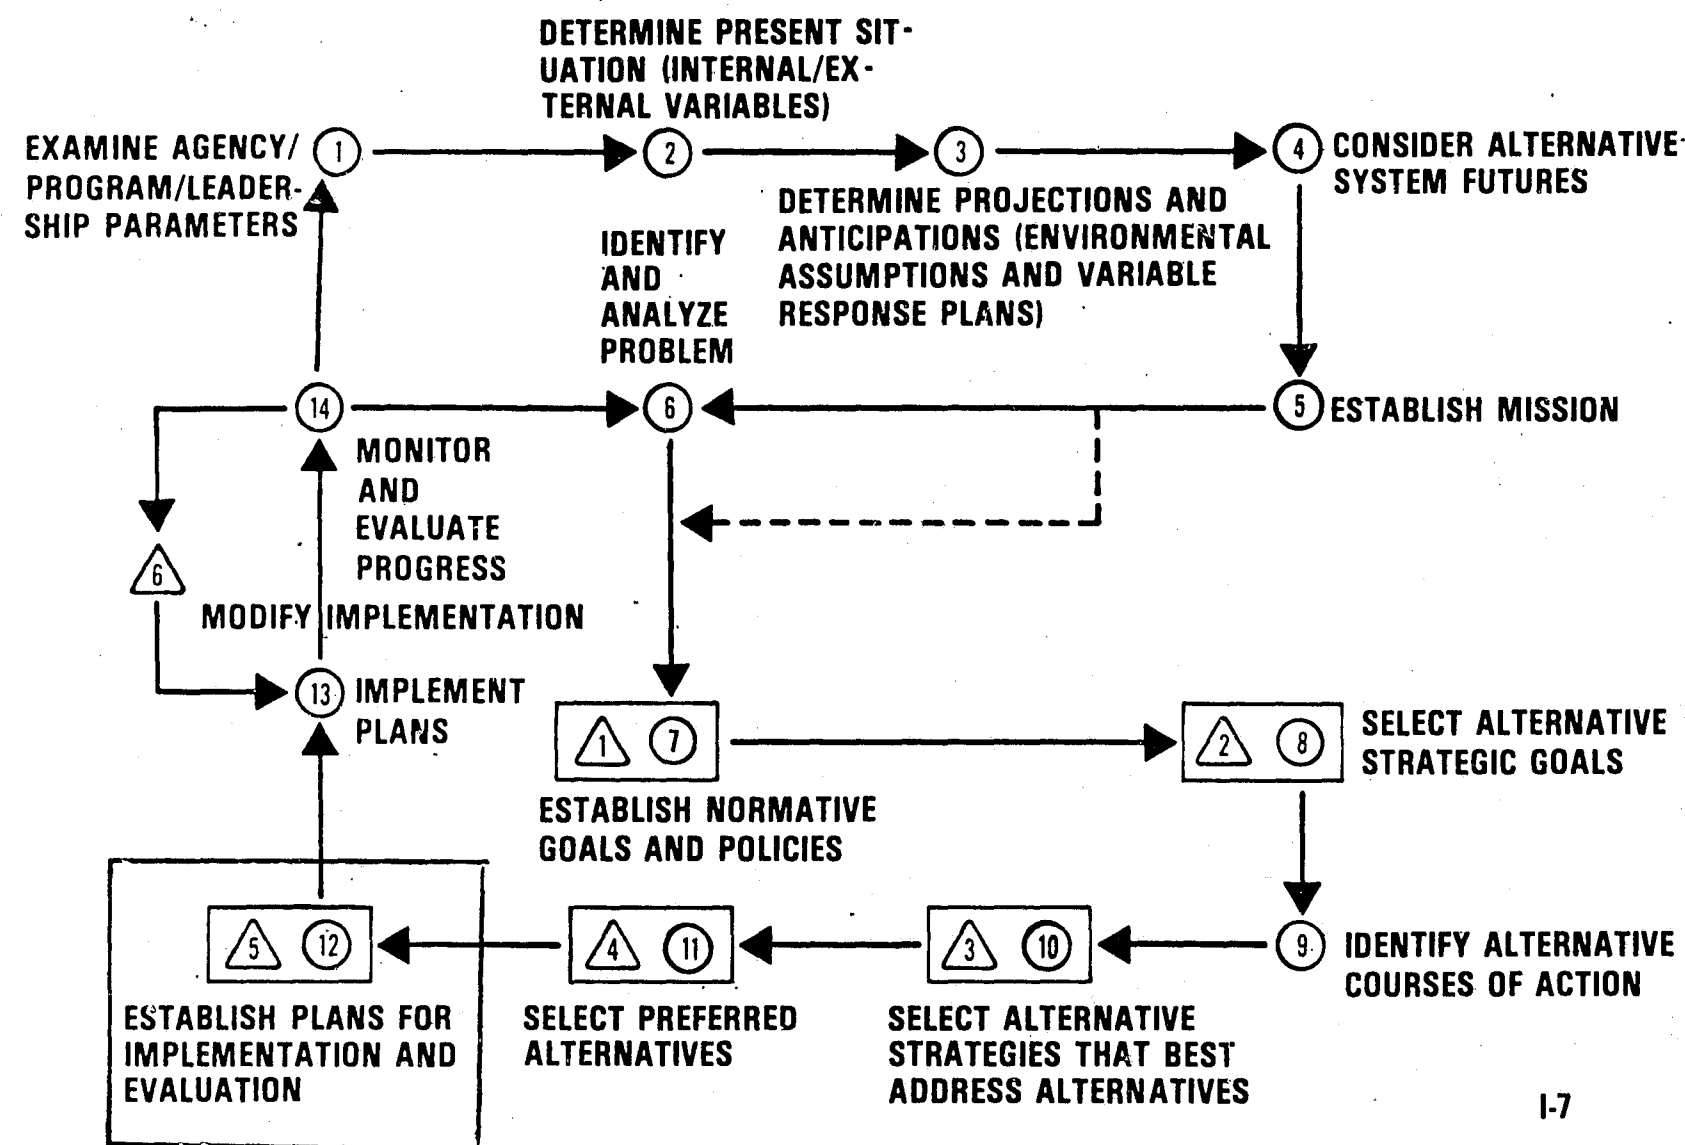 DETERMINE PRESENT SIT-
UATION (INTERNAL/EX-
TERNAL VARIABLES)
EXAMINE AGENCY/
PROGRAM/LEADER-
SHIP PARAMETERS
1
2
3
4
CONSIDER ALTERNATIVE
SYSTEM FUTURES
DETERMINE PROJECTIONS AND
ANTICIPATIONS (ENVIRONMENTAL
ASSUMPTIONS AND VARIABLE
RESPONSE PLANS)
IDENTIFY
AND
ANALYZE
PROBLEM
14
6
5
ESTABLISH MISSION
MONITOR
AND
EVALUATE
PROGRESS
6
MODIFY IMPLEMENTATION
13
IMPLEMENT
PLANS
1 7
2 8
SELECT ALTERNATIVE
STRATEGIC GOALS
ESTABLISH NORMATIVE
GOALS AND POLICIES
5 12
4 11
3 10
9
IDENTIFY ALTERNATIVE
COURSES OF ACTION
ESTABLISH PLANS FOR
IMPLEMENTATION AND
EVALUATION
SELECT PREFERRED
ALTERNATIVES
SELECT ALTERNATIVE
STRATEGIES THAT BEST
ADDRESS ALTERNATIVES
I-7